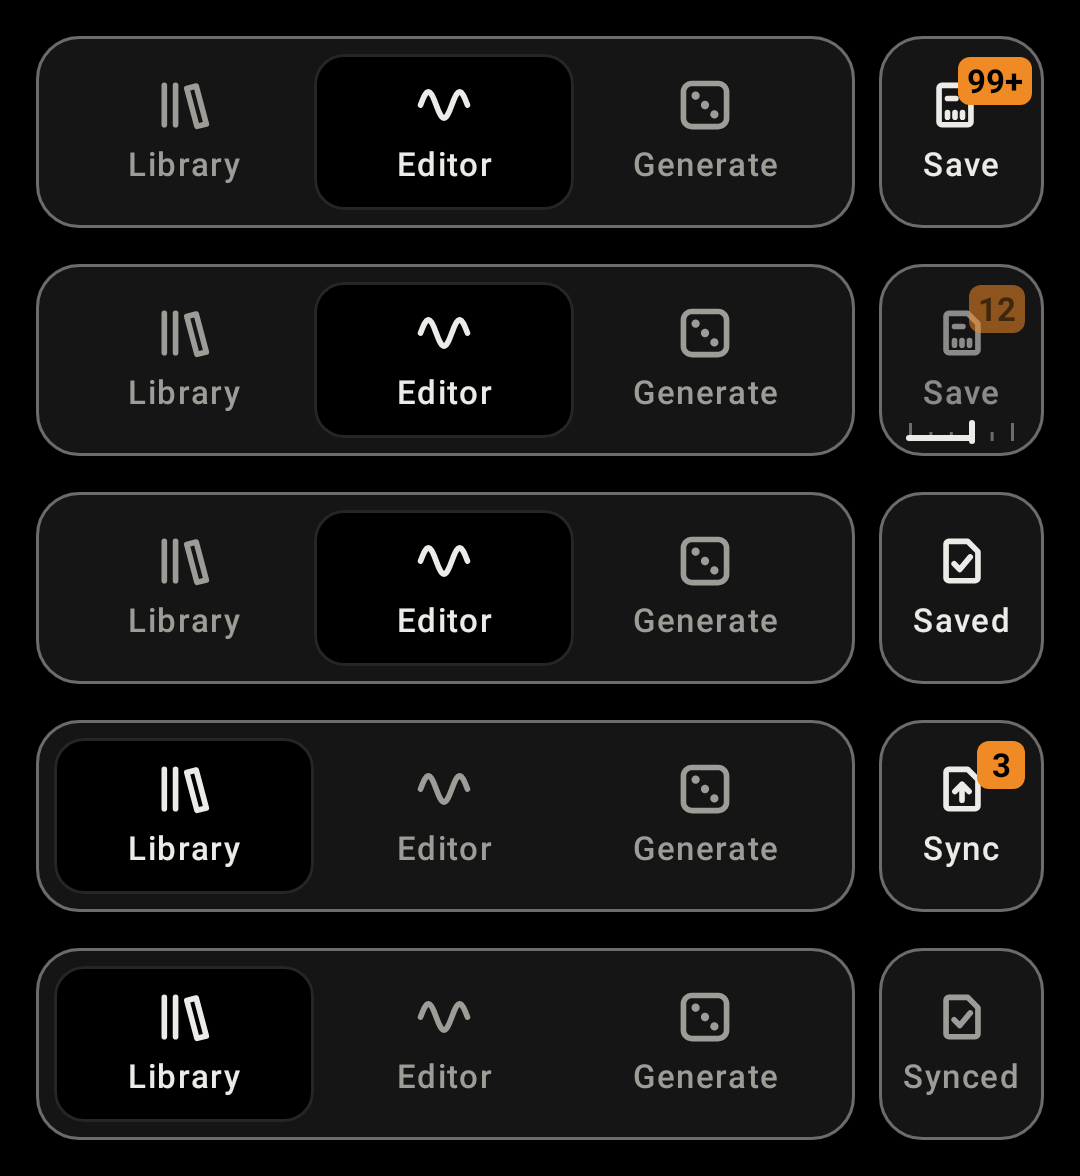 99+
Library Editor Generate Save
12
Library Editor Generate Save
Library Editor Generate Saved
3
Library Editor Generate Sync
Library Editor Generate Synced